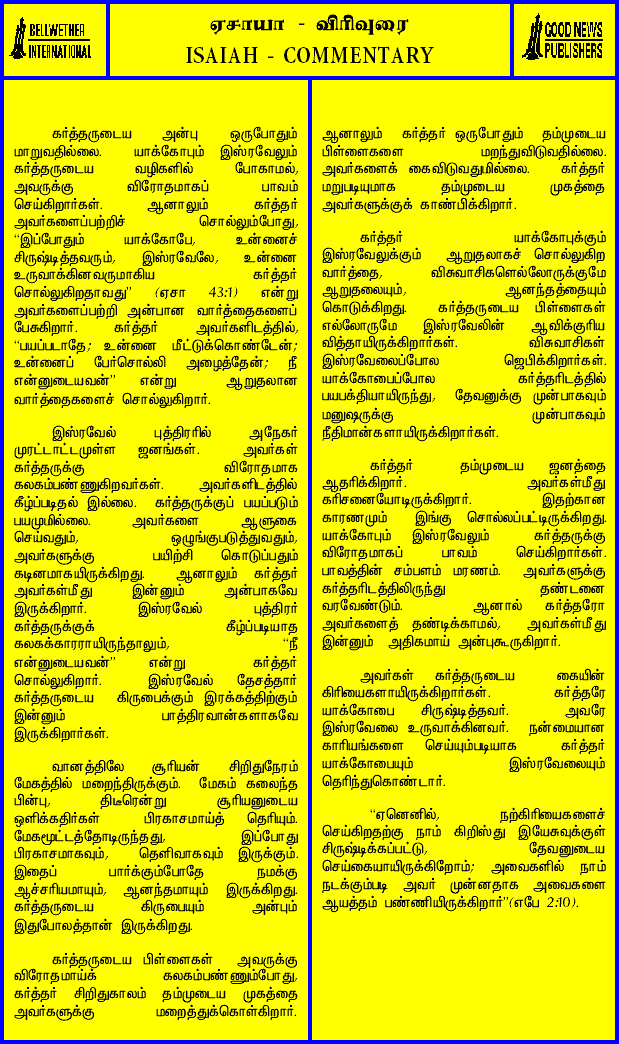 BELLWETHER
INTERNATIONAL
ஏசாயா - விரிவுரை
ISAIAH - COMMENTARY
GOOD NEWS
PUBLISHERS
கர்த்தருடைய அன்பு ஒருபோதும்
மாறுவதில்லை. யாக்கோபும் இஸ்ரவேலும்
கர்த்தருடைய வழிகளில் போகாமல்,
அவருக்கு விரோதமாகப் பாவம்
செய்கிறார்கள். ஆனாலும் கர்த்தர்
அவர்களைப்பற்றிச் சொல்லும்போது,
“இப்போதும் யாக்கோபே, உன்னைச்
சிருஷ்டித்தவரும், இஸ்ரவேலே, உன்னை
உருவாக்கினவருமாகிய கர்த்தர்
சொல்லுகிறதாவது” (ஏசா 43:1) என்று
அவர்களைப்பற்றி அன்பான வார்த்தைகளைப்
பேசுகிறார். கர்த்தர் அவர்களிடத்தில்,
“பயப்படாதே; உன்னை மீட்டுக்கொண்டேன்;
உன்னைப் பேர்சொல்லி அழைத்தேன்; நீ
என்னுடையவன்” என்று ஆறுதலான
வார்த்தைகளைச் சொல்லுகிறார்.
இஸ்ரவேல் புத்திரரில் அநேகர்
முரட்டாட்டமுள்ள ஜனங்கள். அவர்கள்
கர்த்தருக்கு விரோதமாக
கலகம்பண்ணுகிறவர்கள். அவர்களிடத்தில்
கீழ்ப்படிதல் இல்லை. கர்த்தருக்குப் பயப்படும்
பயமுமில்லை. அவர்களை ஆளுகை
செய்வதும், ஒழுங்குபடுத்துவதும்,
அவர்களுக்கு பயிற்சி கொடுப்பதும்
கடினமாகயிருக்கிறது. ஆனாலும் கர்த்தர்
அவர்கள்மீது இன்னும் அன்பாகவே
இருக்கிறார். இஸ்ரவேல் புத்திரர்
கர்த்தருக்குக் கீழ்ப்படியாத
கலகக்காரராயிருந்தாலும், “நீ
என்னுடையவன்” என்று கர்த்தர்
சொல்லுகிறார். இஸ்ரவேல் தேசத்தார்
கர்த்தருடைய கிருபைக்கும் இரக்கத்திற்கும்
இன்னும் பாத்திரவான்களாகவே
இருக்கிறார்கள்.
வானத்திலே சூரியன் சிறிதுநேரம்
மேகத்தில் மறைந்திருக்கும். மேகம் கலைந்த
பின்பு, திடீரென்று சூரியனுடைய
ஒளிக்கதிர்கள் பிரகாசமாய்த் தெரியும்.
மேகமூட்டத்தோடிருந்தது, இப்போது
பிரகாசமாகவும், தெளிவாகவும் இருக்கும்.
இதைப் பார்க்கும்போதே நமக்கு
ஆச்சரியமாயும், ஆனந்தமாயும் இருக்கிறது.
கர்த்தருடைய கிருபையும் அன்பும்
இதுபோலத்தான் இருக்கிறது.
கர்த்தருடைய பிள்ளைகள் அவருக்கு
விரோதமாய்க் கலகம்பண்ணும்போது,
கர்த்தர் சிறிதுகாலம் தம்முடைய முகத்தை
அவர்களுக்கு மறைத்துக்கொள்கிறார்.
ஆனாலும் கர்த்தர் ஒருபோதும் தம்முடைய
பிள்ளைகளை மறந்துவிடுவதில்லை.
அவர்களைக் கைவிடுவதுமில்லை. கர்த்தர்
மறுபடியுமாக தம்முடைய முகத்தை
அவர்களுக்குக் காண்பிக்கிறார்.
கர்த்தர் யாக்கோபுக்கும்
இஸ்ரவேலுக்கும் ஆறுதலாகச் சொல்லுகிற
வார்த்தை, விசுவாசிகளெல்லோருக்குமே
ஆறுதலையும், ஆனந்தத்தையும்
கொடுக்கிறது. கர்த்தருடைய பிள்ளைகள்
எல்லோருமே இஸ்ரவேலின் ஆவிக்குரிய
வித்தாயிருக்கிறார்கள். விசுவாசிகள்
இஸ்ரவேலைப்போல ஜெபிக்கிறார்கள்.
யாக்கோபைப்போல கர்த்தரிடத்தில்
பயபக்தியாயிருந்து, தேவனுக்கு முன்பாகவும்
மனுஷருக்கு முன்பாகவும்
நீதிமான்களாயிருக்கிறார்கள்.
கர்த்தர் தம்முடைய ஜனத்தை
ஆதரிக்கிறார். அவர்கள்மீது
கரிசனையோடிருக்கிறார். இதற்கான
காரணமும் இங்கு சொல்லப்பட்டிருக்கிறது.
யாக்கோபும் இஸ்ரவேலும் கர்த்தருக்கு
விரோதமாகப் பாவம் செய்கிறார்கள்.
பாவத்தின் சம்பளம் மரணம். அவர்களுக்கு
கர்த்தரிடத்திலிருந்து தண்டனை
வரவேண்டும். ஆனால் கர்த்தரோ
அவர்களைத் தண்டிக்காமல், அவர்கள்மீது
இன்னும் அதிகமாய் அன்புகூருகிறார்.
அவர்கள் கர்த்தருடைய கையின்
கிரியைகளாயிருக்கிறார்கள். கர்த்தரே
யாக்கோபை சிருஷ்டித்தவர். அவரே
இஸ்ரவேலை உருவாக்கினவர். நன்மையான
காரியங்களை செய்யும்படியாக கர்த்தர்
யாக்கோபையும் இஸ்ரவேலையும்
தெரிந்துகொண்டார்.
“ஏனெனில், நற்கிரியைகளைச்
செய்கிறதற்கு நாம் கிறிஸ்து இயேசுவுக்குள்
சிருஷ்டிக்கப்பட்டு, தேவனுடைய
செய்கையாயிருக்கிறோம்; அவைகளில் நாம்
நடக்கும்படி அவர் முன்னதாக அவைகளை
ஆயத்தம் பண்ணியிருக்கிறார்”(எபே 2:10).